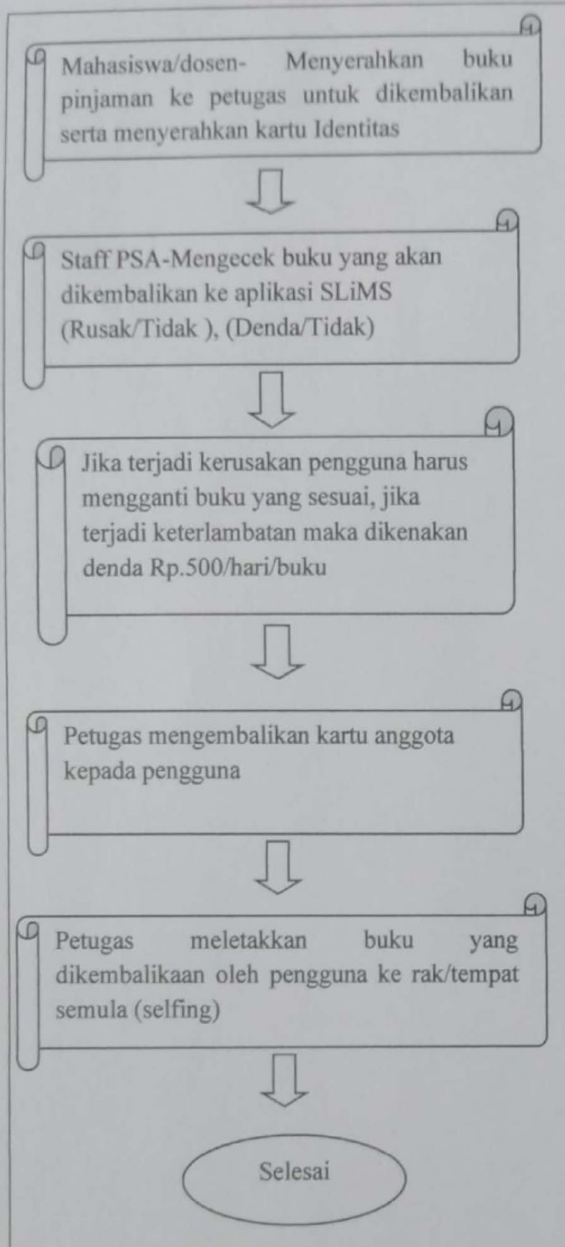 Mahasiswa/dosen- Menyerahkan buku
pinjaman ke petugas untuk dikembalikan
serta menyerahkan kartu Identitas
Staff PSA-Mengecek buku yang akan
dikembalikan ke aplikasi SLiMS
(Rusak/Tidak ), (Denda/Tidak)
Jika terjadi kerusakan pengguna harus
mengganti buku yang sesuai, jika
terjadi keterlambatan maka dikenakan
denda Rp.500/hari/buku
Petugas mengembalikan kartu anggota
kepada pengguna
Petugas meletakkan buku yang
dikembalikaan oleh pengguna ke rak/tempat
semula (selfing)
Selesai